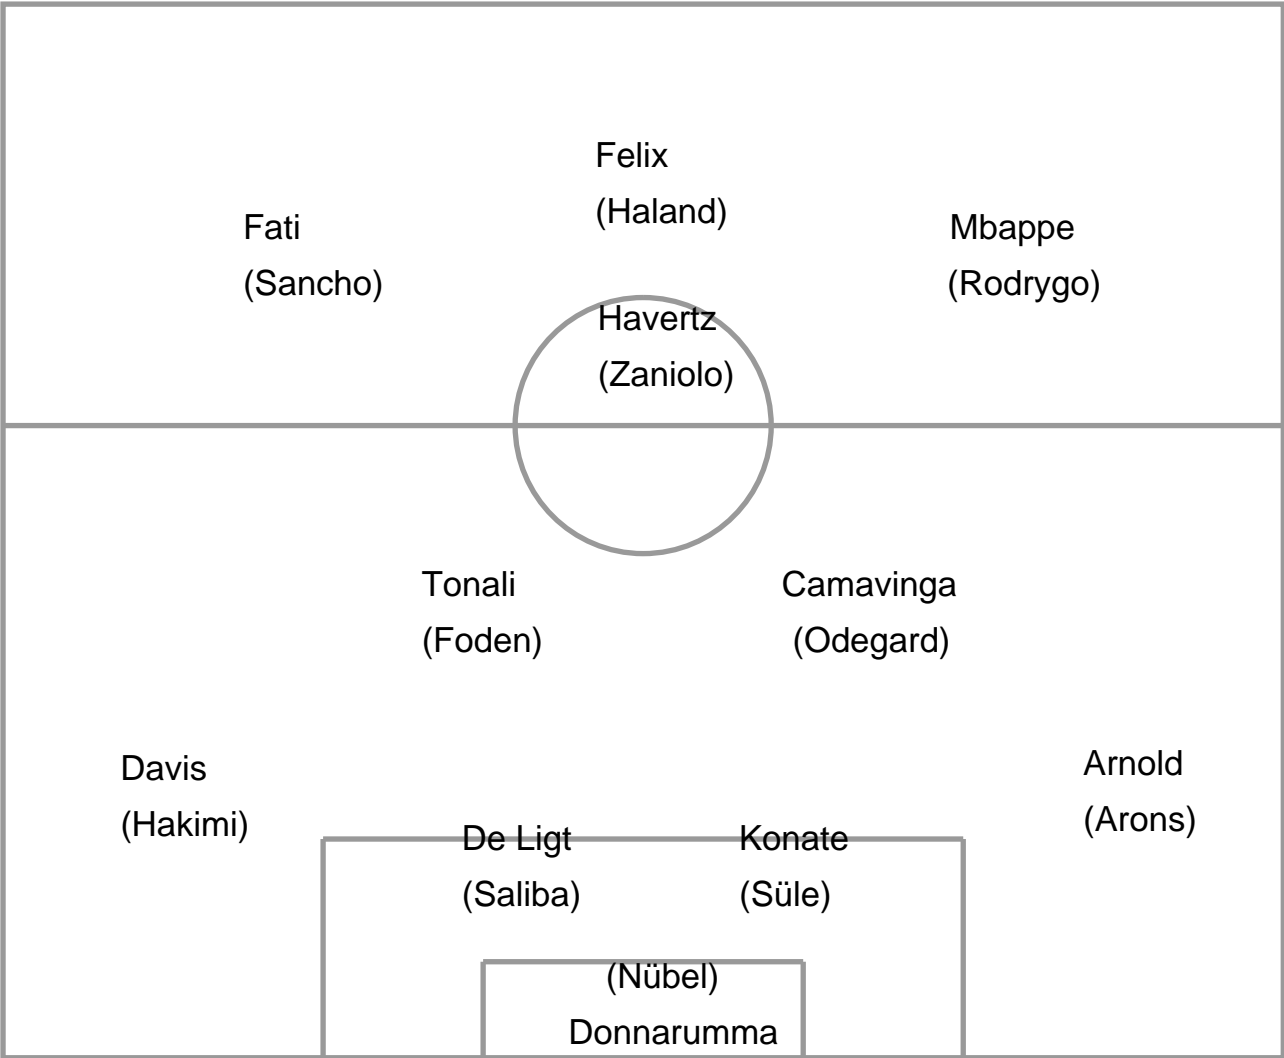 Felix
(Haland)
Fati
(Sancho)
Mbappe
(Rodrygo)
Havertz
(Zaniolo)
Tonali
(Foden)
Camavinga
(Odegard)
Davis
(Hakimi)
Arnold
(Arons)
De Ligt
(Saliba)
Konate
(Süle)
(Nübel)
Donnarumma